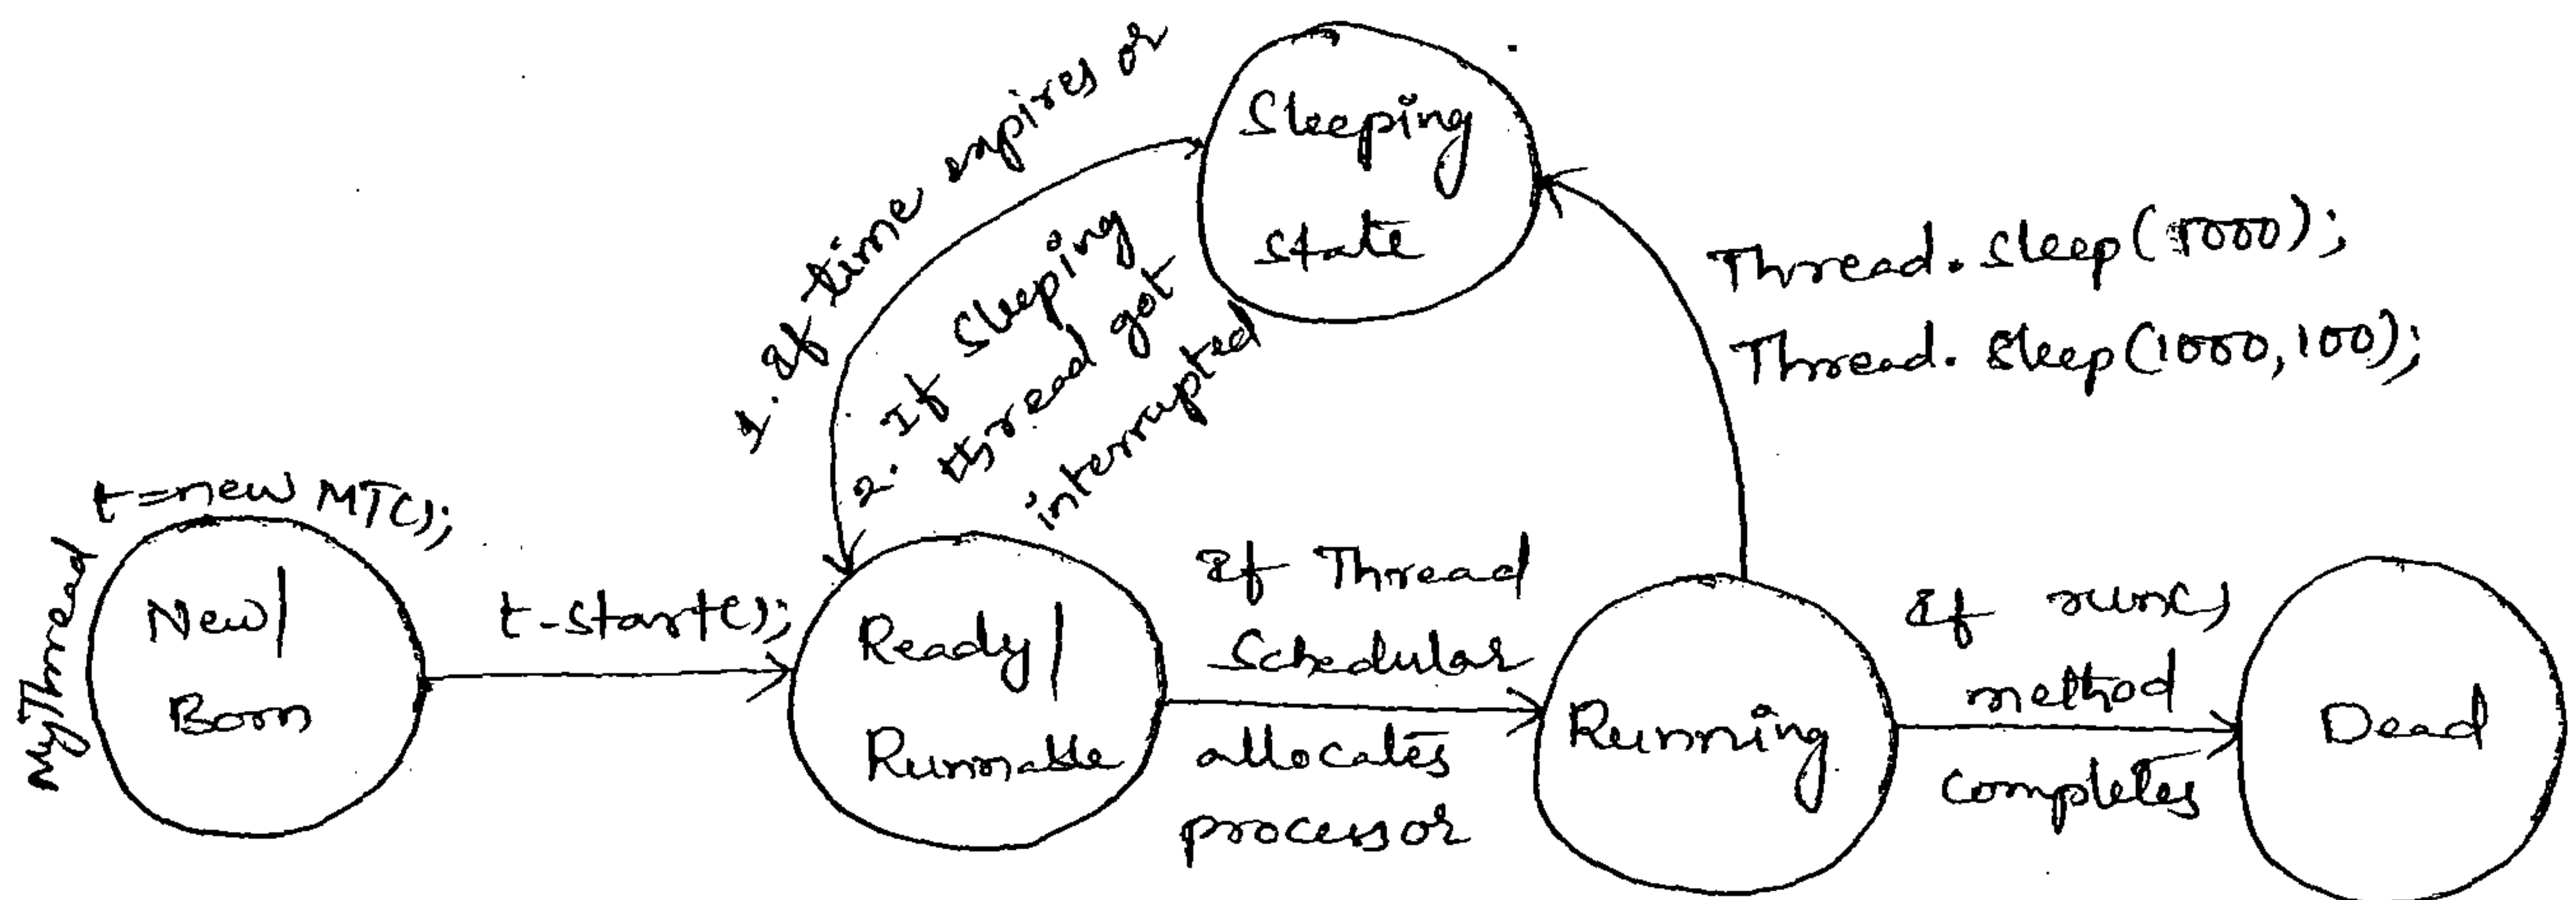 1. If time expires or
2. If Sleeping
thread got
interrupted
Sleeping
State
Thread.sleep(1000);
Thread.sleep(1000,100);
MyThread t=new MT();
New/
Born
t.start();
Ready/
Runnable
If Thread
Schedular
allocates
processor
Running
If run()
method
completes
Dead